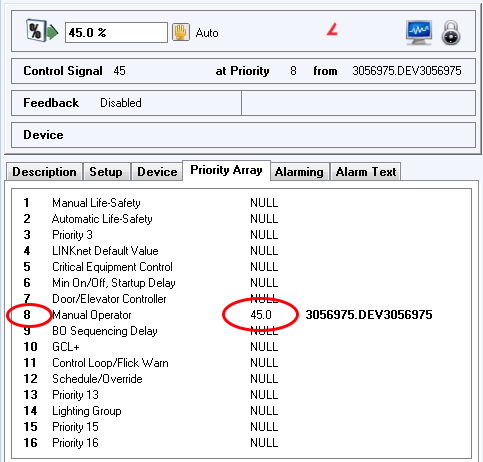 % 45.0 % Auto
Control Signal 45 at Priority 8 from 3056975.DEV3056975
Feedback Disabled
Device
Description Setup Device Priority Array Alarming Alarm Text
1 Manual Life-Safety NULL
2 Automatic Life-Safety NULL
3 Priority 3 NULL
4 LINKnet Default Value NULL
5 Critical Equipment Control NULL
6 Min On/Off, Startup Delay NULL
7 Door/Elevator Controller NULL
8 Manual Operator 45.0 3056975.DEV3056975
9 BO Sequencing Delay NULL
10 GCL+ NULL
11 Control Loop/Flick Warn NULL
12 Schedule/Override NULL
13 Priority 13 NULL
14 Lighting Group NULL
15 Priority 15 NULL
16 Priority 16 NULL